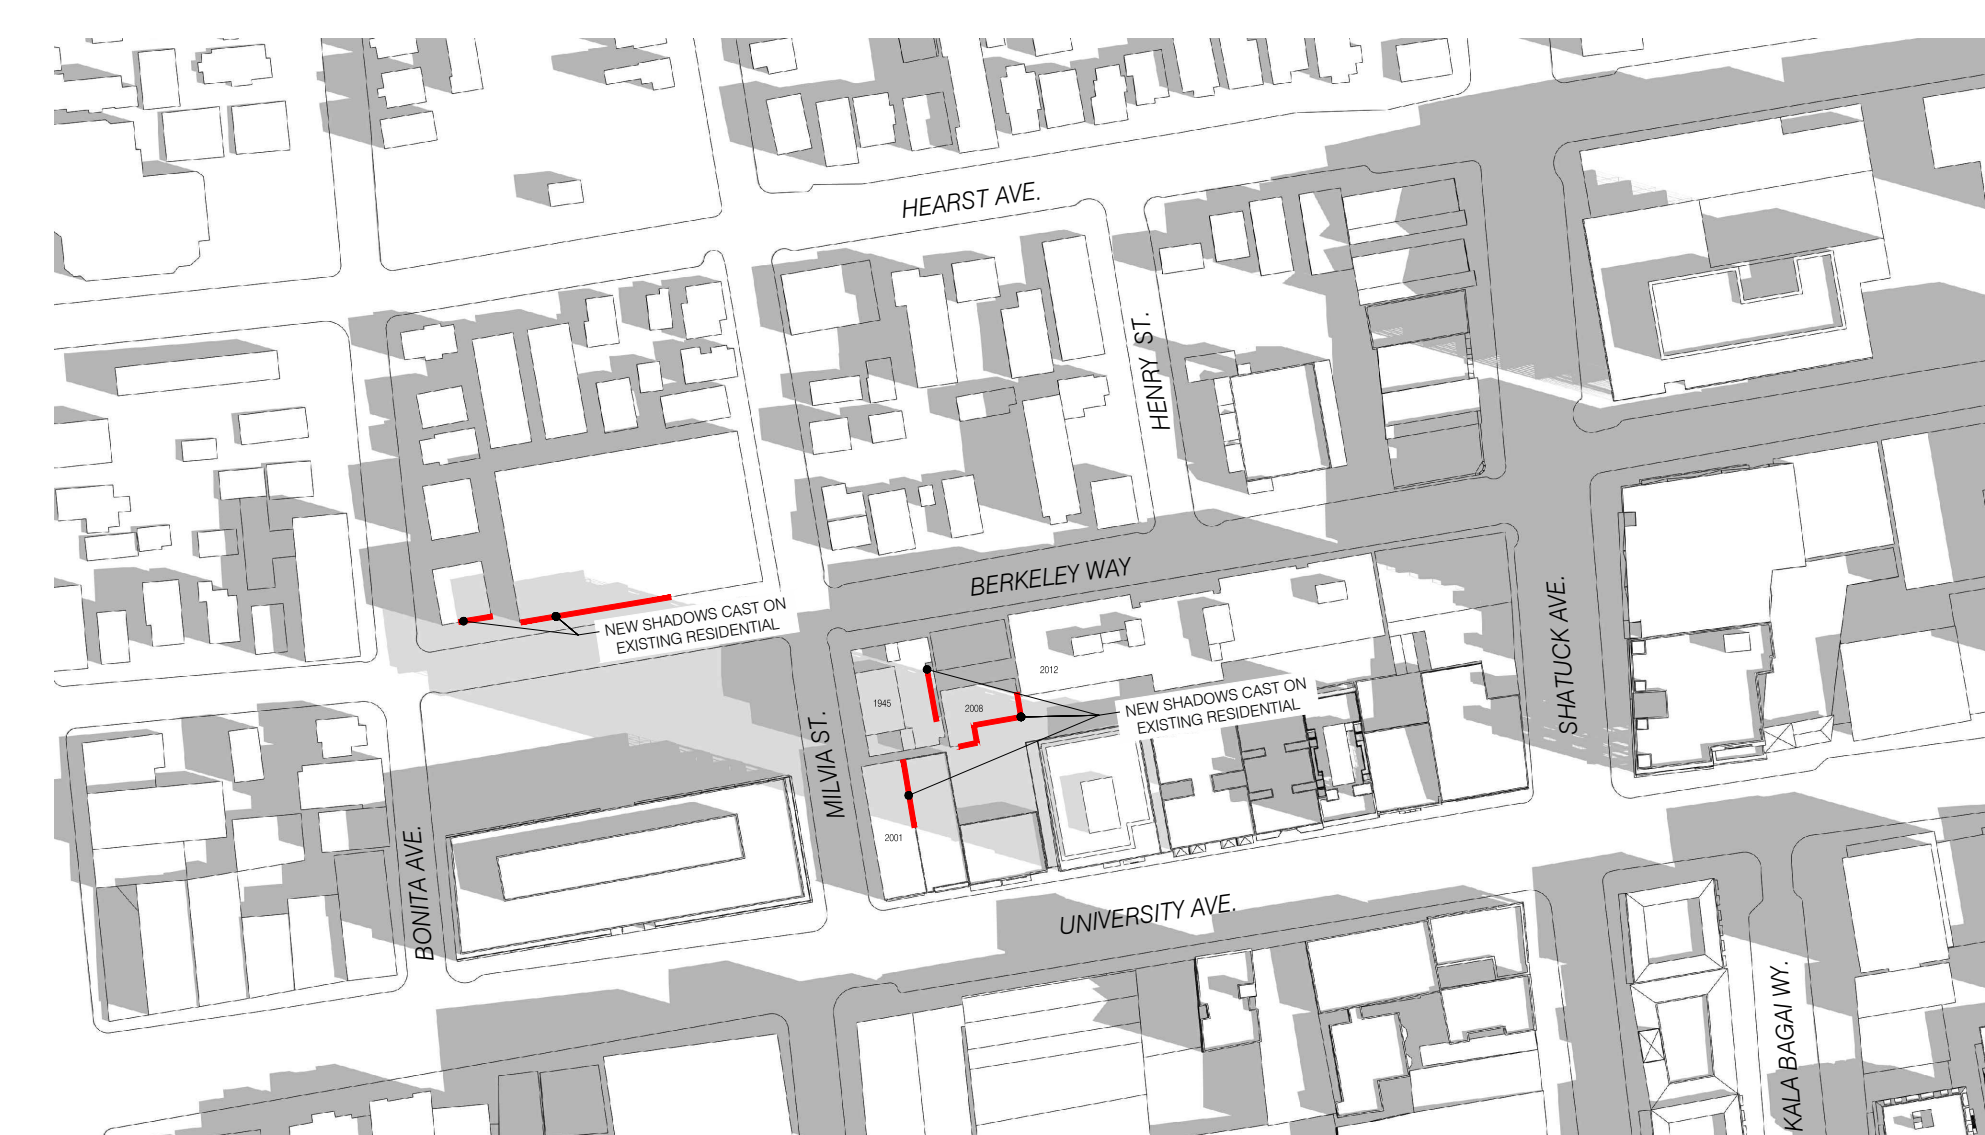 HEARST AVE.
HENRY ST.
BERKELEY WAY
NEW SHADOWS CAST ON
EXISTING RESIDENTIAL
SHATUCK AVE.
2012
1945
2008
NEW SHADOWS CAST ON
EXISTING RESIDENTIAL
MILVIA ST.
2001
BONITA AVE.
UNIVERSITY AVE.
KALA BAGAI WY.